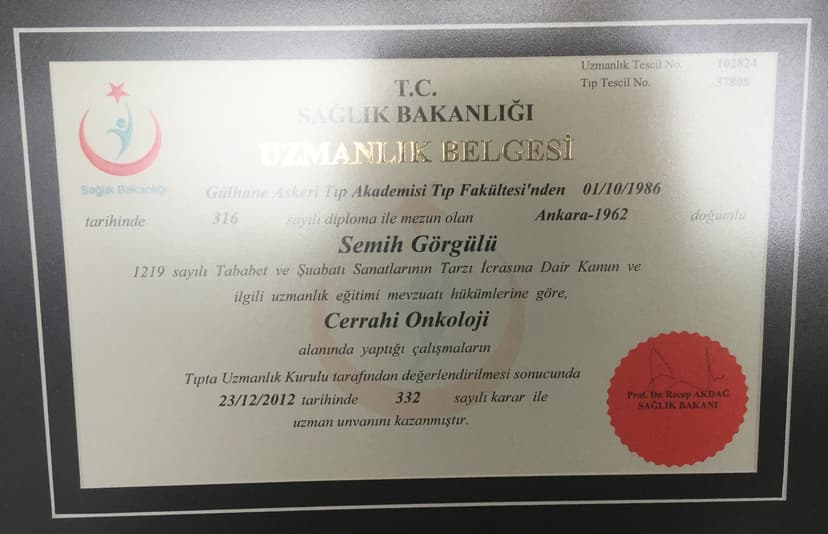 Uzmanlık Tescil No. 102824
Tıp Tescil No. 37808
T.C.
SAĞLIK BAKANLIĞI
UZMANLIK BELGESİ
Sağlık Bakanlığı
Gülhane Askeri Tıp Akademisi Tıp Fakültesi'nden 01/10/1986
tarihinde 316 sayılı diploma ile mezun olan Ankara-1962 doğumlu
Semih Görgülü
1219 sayılı Tababet ve Şuabatı Sanatlarının Tarzı İcrasına Dair Kanun ve
ilgili uzmanlık eğitimi mevzuatı hükümlerine göre,
Cerrahi Onkoloji
alanında yaptığı çalışmaların
Tıpta Uzmanlık Kurulu tarafından değerlendirilmesi sonucunda
23/12/2012 tarihinde 332 sayılı karar ile
uzman unvanını kazanmıştır.
Prof. Dr. Recep AKDAĞ
SAĞLIK BAKANI